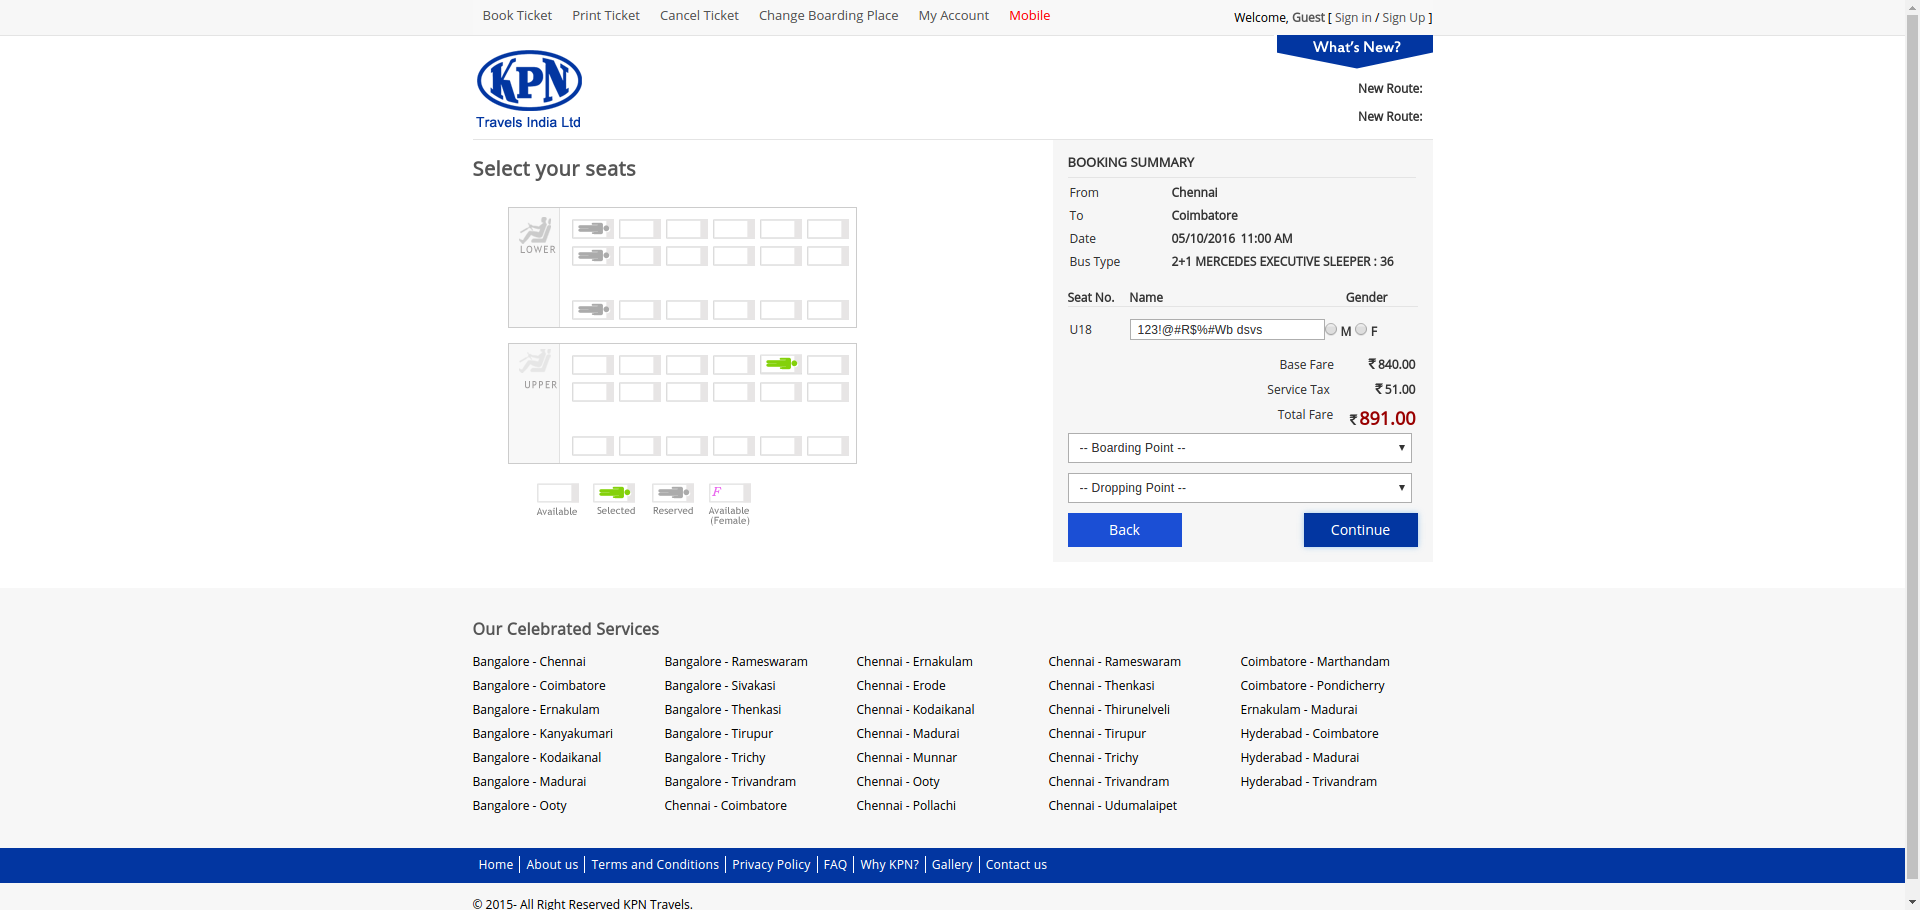 Book Ticket Print Ticket Cancel Ticket Change Boarding Place My Account Mobile Welcome, Guest [ Sign in / Sign Up ]
What's New?
KPN
Travels India Ltd
New Route:
New Route:
Select your seats
LOWER
UPPER
Available Selected Reserved F Available
(Female)
BOOKING SUMMARY
From Chennai
To Coimbatore
Date 05/10/2016 11:00 AM
Bus Type 2+1 MERCEDES EXECUTIVE SLEEPER : 36
Seat No. Name Gender
U18 123!@#R$%#Wb dsvs M F
Base Fare ₹ 840.00
Service Tax ₹ 51.00
Total Fare ₹ 891.00
-- Boarding Point --
-- Dropping Point --
Back Continue
Our Celebrated Services
Bangalore - Chennai Bangalore - Rameswaram Chennai - Ernakulam Chennai - Rameswaram Coimbatore - Marthandam
Bangalore - Coimbatore Bangalore - Sivakasi Chennai - Erode Chennai - Thenkasi Coimbatore - Pondicherry
Bangalore - Ernakulam Bangalore - Thenkasi Chennai - Kodaikanal Chennai - Thirunelveli Ernakulam - Madurai
Bangalore - Kanyakumari Bangalore - Tirupur Chennai - Madurai Chennai - Tirupur Hyderabad - Coimbatore
Bangalore - Kodaikanal Bangalore - Trichy Chennai - Munnar Chennai - Trichy Hyderabad - Madurai
Bangalore - Madurai Bangalore - Trivandram Chennai - Ooty Chennai - Trivandram Hyderabad - Trivandram
Bangalore - Ooty Chennai - Coimbatore Chennai - Pollachi Chennai - Udumalaipet
Home About us Terms and Conditions Privacy Policy FAQ Why KPN? Gallery Contact us
© 2015- All Right Reserved KPN Travels.